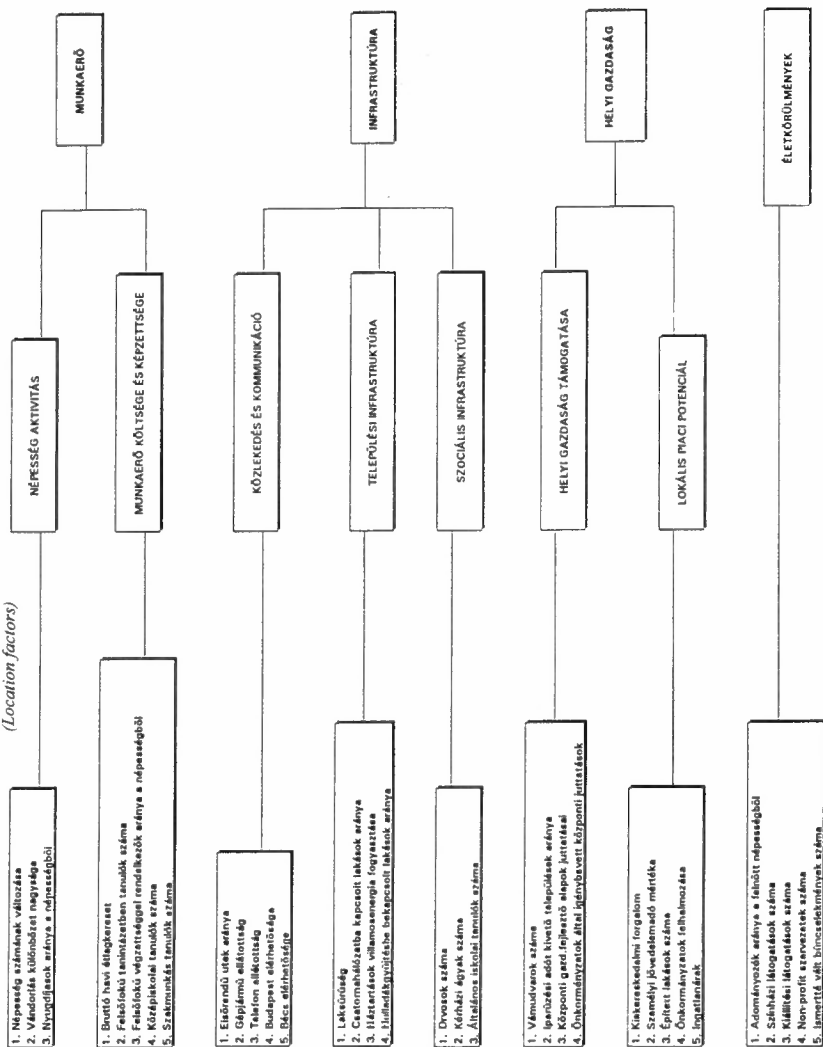 (Location factors)
1. Népesség számának változása
2. Vándorlás különbözet nagysága
3. Nyugdíjasok aránya a népességből
NÉPESSÉG AKTIVITÁS
MUNKAERŐ
1. Bruttó havi átlagkereset
2. Felsőfokú tanintézetben tanulók száma
3. Felsőfokú végzettséggel rendelkezők aránya a népességből
4. Középiskolai tanulók száma
5. Szakmunkás tanulók száma
MUNKAERŐ KÖLTSÉGE ÉS KÉPZETTSÉGE
1. Elsőrendű utak aránya
2. Gépjármű ellátottság
3. Telefon ellátottság
4. Budapest elérhetősége
5. Bécs elérhetősége
KÖZLEKEDÉS ÉS KOMMUNIKÁCIÓ
INFRASTRUKTÚRA
1. Laksűrűség
2. Csatornahálózatba kapcsolt lakások aránya
3. Háztartások villamosenergia fogyasztása
4. Hulladékgyűjtésbe bekapcsolt lakások aránya
TELEPÜLÉSI INFRASTRUKTÚRA
1. Orvosok száma
2. Kórházi ágyak száma
3. Általános iskolai tanulók száma
SZOCIÁLIS INFRASTRUKTÚRA
1. Vámudvarok száma
2. Iparűzési adót kivető települések aránya
3. Központi gazd.fejlesztő alapok juttatásai
4. Önkormányzatok által igénybevett központi juttatások
HELYI GAZDASÁG TÁMOGATÁSA
HELYI GAZDASÁG
1. Kiskereskedelmi forgalom
2. Személyi jövedelemadó mértéke
3. Épített lakások száma
4. Önkormányzatok felhalmozása
5. Ingatlanárak
LOKÁLIS PIACI POTENCIÁL
1. Adományozók aránya a felnőtt népességből
2. Színházi látogatások száma
3. Kiállítási látogatások száma
4. Non-profit szervezetek száma
5. Ismertté vált bűncselekmények száma
ÉLETKÖRÜLMÉNYEK